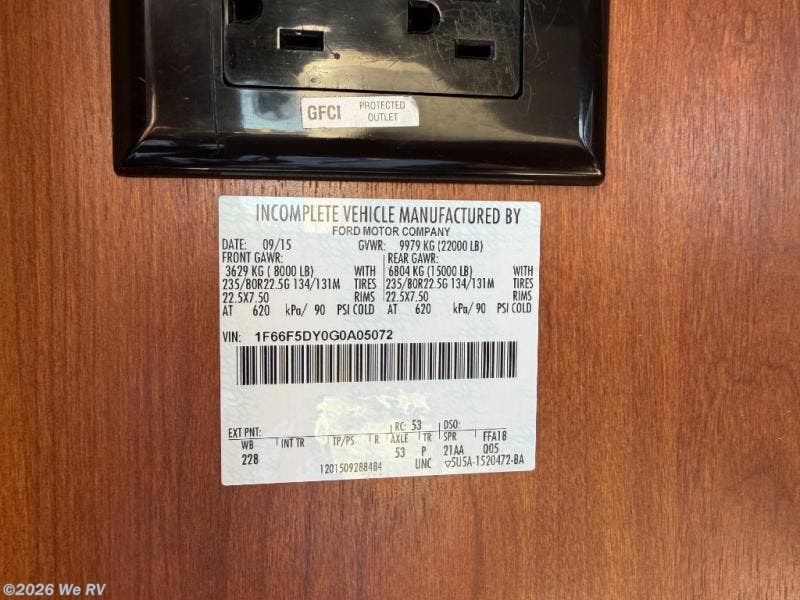 GFCI PROTECTED OUTLET
INCOMPLETE VEHICLE MANUFACTURED BY
FORD MOTOR COMPANY
DATE: 09/15 GVWR: 9979 KG (22000 LB)
FRONT GAWR: REAR GAWR:
3629 KG ( 8000 LB) WITH 6804 KG (15000 LB) WITH
235/80R22.5G 134/131M TIRES 235/80R22.5G 134/131M TIRES
22.5X7.50 RIMS 22.5X7.50 RIMS
AT 620 kPa/ 90 PSI COLD AT 620 kPa/ 90 PSI COLD
VIN: 1F66F5DY0G0A05072
EXT PNT: RC: 53 DSO:
WB INT TR TP/PS R AXLE TR SPR FFA18
228 53 P 21AA Q05
1201509288484 UNC ▽5U5A-1520472-BA
©2026 We RV